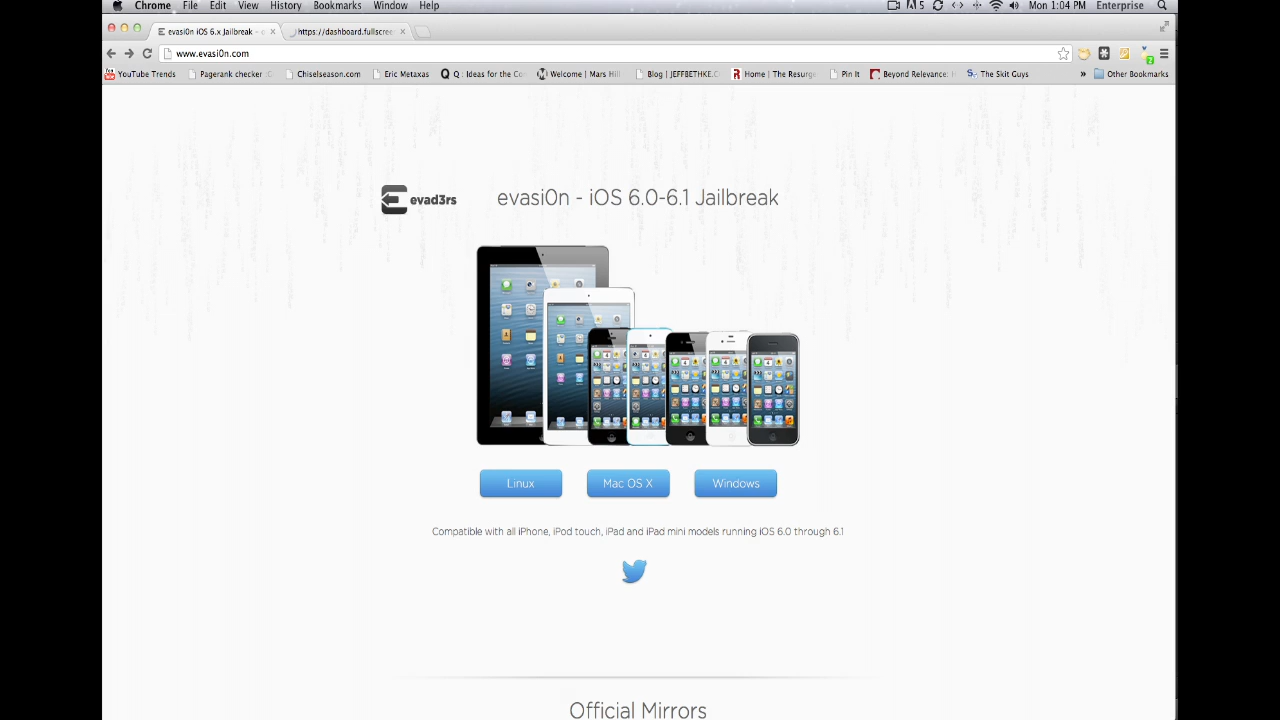 Chrome File Edit View History Bookmarks Window Help 5 Mon 1:04 PM Enterprise
evasi0n iOS 6.x Jailbreak - https://dashboard.fullscree
www.evasi0n.com
YouTube Trends Pagerank checker Chiselseason.com Eric Metaxas Q : Ideas for the Co Welcome | Mars Hill Blog | JEFFBETHKE.C Home | The Resurge Pin It Beyond Relevance: The Skit Guys » Other Bookmarks
evad3rs evasi0n - iOS 6.0-6.1 Jailbreak
Linux Mac OS X Windows
Compatible with all iPhone, iPod touch, iPad and iPad mini models running iOS 6.0 through 6.1
Official Mirrors